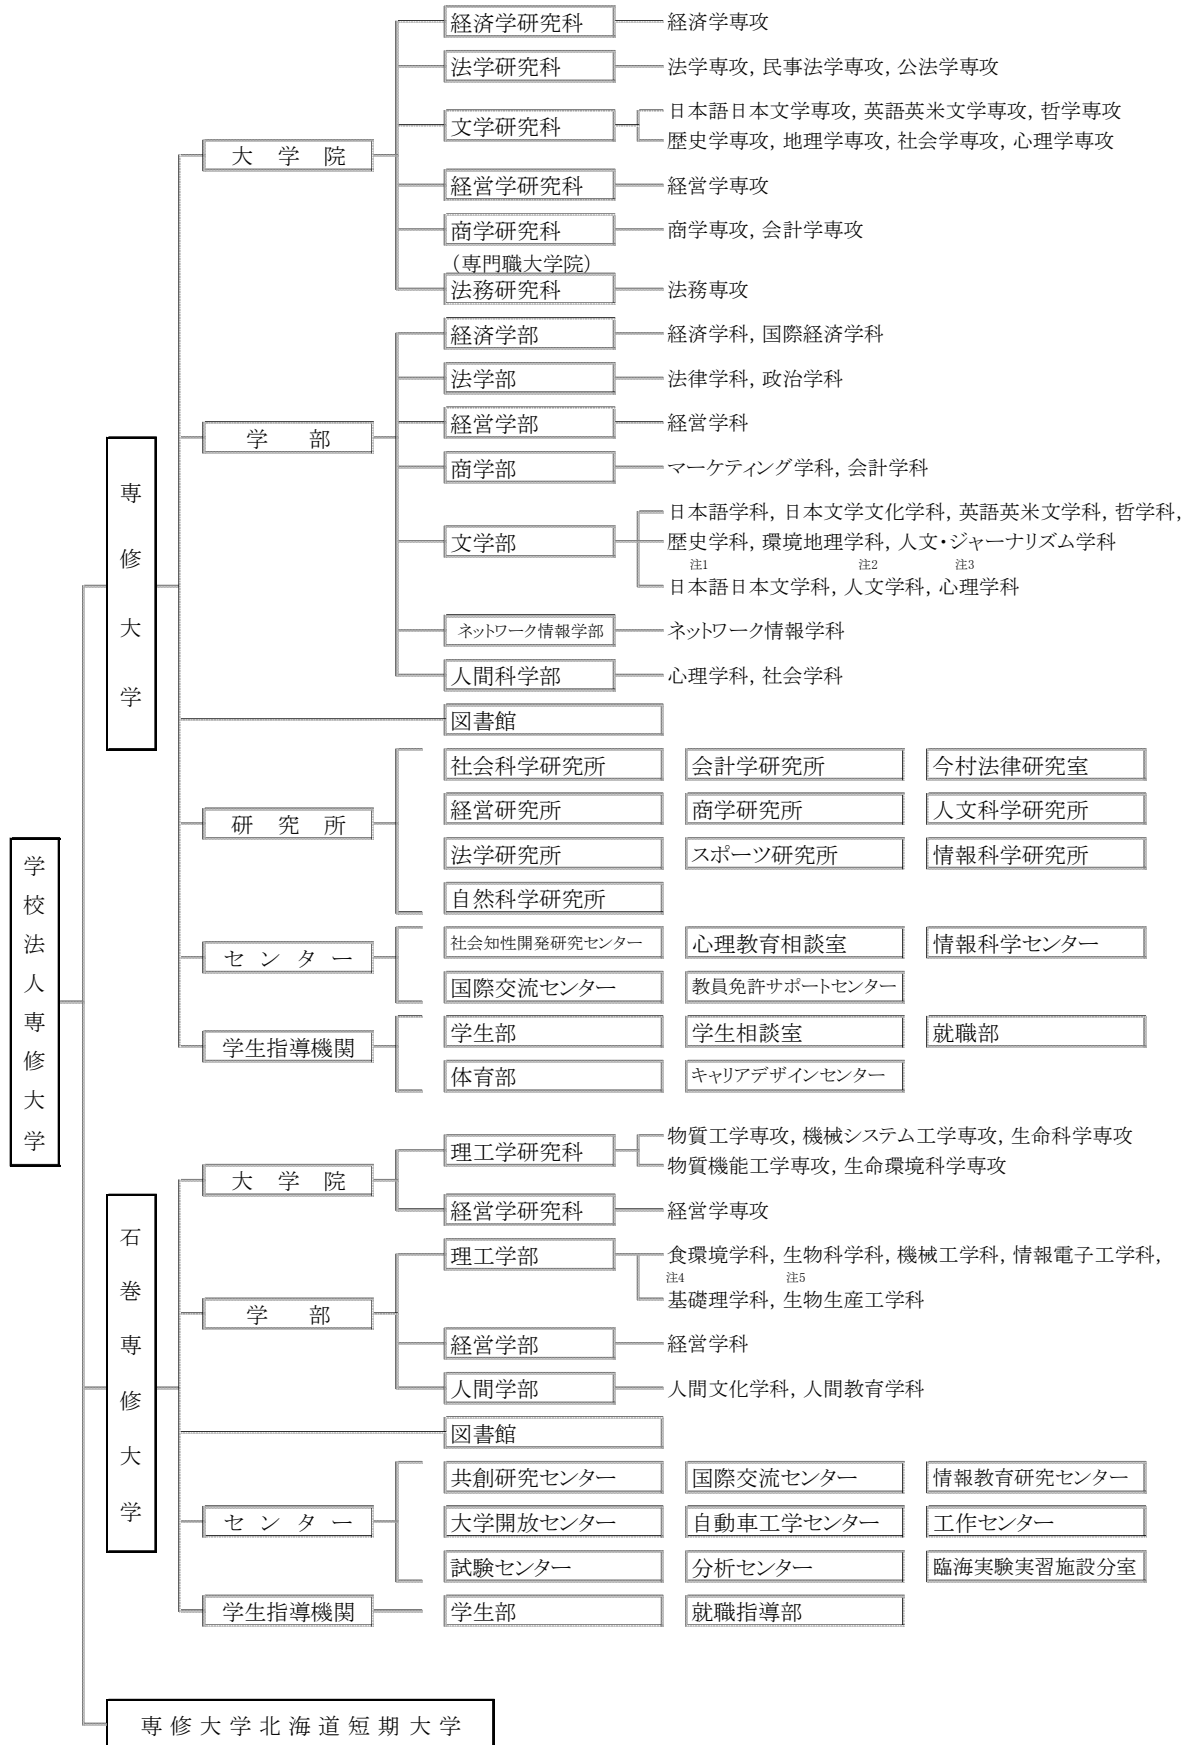 経済学研究科 経済学専攻
法学研究科 法学専攻, 民事法学専攻, 公法学専攻
文学研究科 日本語日本文学専攻, 英語英米文学専攻, 哲学専攻
歴史学専攻, 地理学専攻, 社会学専攻, 心理学専攻
大学院
経営学研究科 経営学専攻
商学研究科 商学専攻, 会計学専攻
(専門職大学院)
法務研究科 法務専攻
経済学部 経済学科, 国際経済学科
法学部 法律学科, 政治学科
学部 経営学部 経営学科
商学部 マーケティング学科, 会計学科
専修大学
文学部 日本語学科, 日本文学文化学科, 英語英米文学科, 哲学科,
歴史学科, 環境地理学科, 人文・ジャーナリズム学科
注1 注2 注3
日本語日本文学科, 人文学科, 心理学科
ネットワーク情報学部 ネットワーク情報学科
人間科学部 心理学科, 社会学科
図書館
社会科学研究所 会計学研究所 今村法律研究室
研究所 経営研究所 商学研究所 人文科学研究所
法学研究所 スポーツ研究所 情報科学研究所
自然科学研究所
学校法人専修大学
センター 社会知性開発研究センター 心理教育相談室 情報科学センター
国際交流センター 教員免許サポートセンター
学生指導機関 学生部 学生相談室 就職部
体育部 キャリアデザインセンター
大学院 理工学研究科 物質工学専攻, 機械システム工学専攻, 生命科学専攻
物質機能工学専攻, 生命環境科学専攻
経営学研究科 経営学専攻
石巻専修大学
理工学部 食環境学科, 生物科学科, 機械工学科, 情報電子工学科,
注4 注5
基礎理学科, 生物生産工学科
学部
経営学部 経営学科
人間学部 人間文化学科, 人間教育学科
図書館
共創研究センター 国際交流センター 情報教育研究センター
センター 大学開放センター 自動車工学センター 工作センター
試験センター 分析センター 臨海実験実習施設分室
学生指導機関 学生部 就職指導部
専修大学北海道短期大学